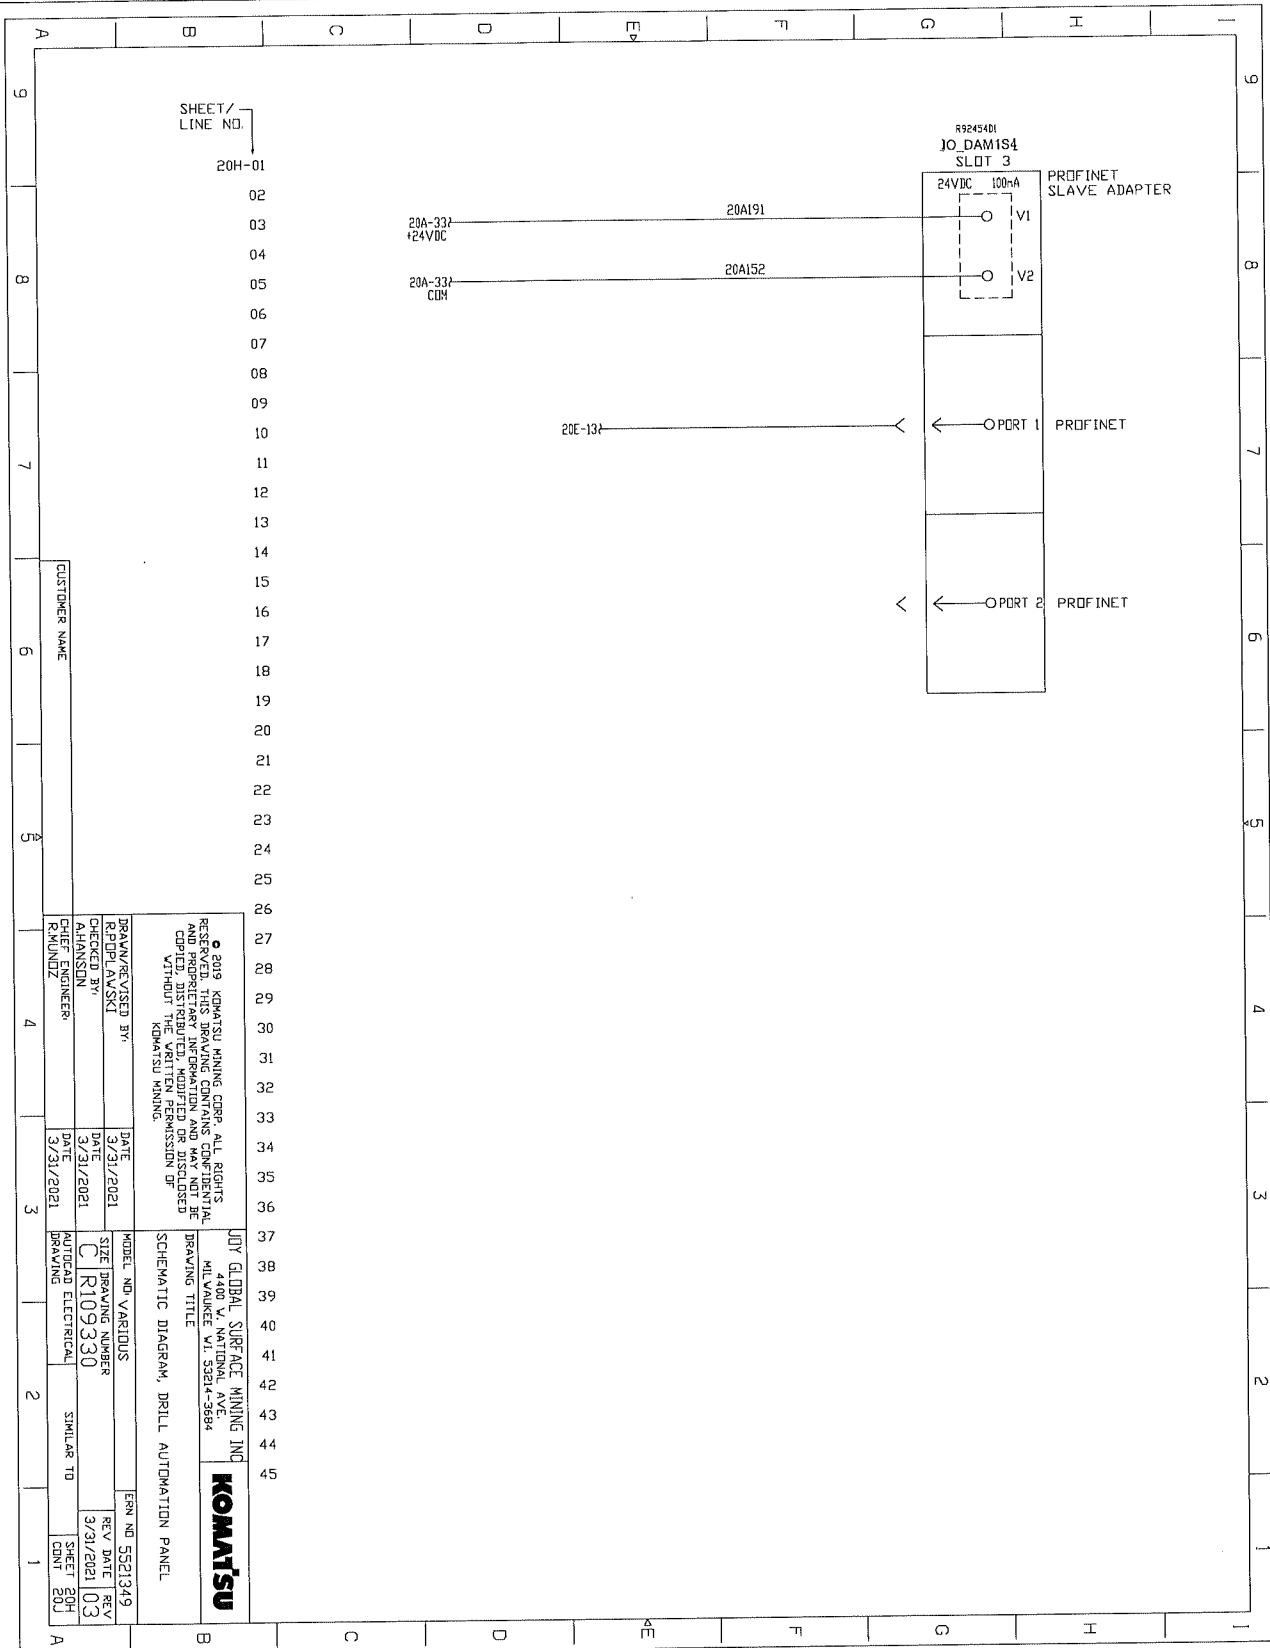 A B C D E F G H I
9 9
SHEET/
LINE NO.
R92454D1
IO_DAM1S4
SLOT 3
24VDC 100mA
PROFINET
SLAVE ADAPTER
20H-01
02
03
20A-33
+24VDC
20A191
V1
04
05
20A-33
COM
20A152
V2
8 8
06
07
08
09
10
20E-13
PORT 1 PROFINET
11
7 7
12
13
14
15
16
PORT 2 PROFINET
17
6 6
18
19
20
21
22
23
5 5
24
25
26
27
28
29
4 4
30
31
32
33
34
35
3 3
36
37
38
39
40
41
2 2
42
43
44
45
1 1
CUSTOMER NAME
© 2019 KOMATSU MINING CORP. ALL RIGHTS
RESERVED. THIS DRAWING CONTAINS CONFIDENTIAL
AND PROPRIETARY INFORMATION AND MAY NOT BE
COPIED, DISTRIBUTED, MODIFIED OR DISCLOSED
WITHOUT THE WRITTEN PERMISSION OF
KOMATSU MINING.
DRAWN/REVISED BY:
R.POPLAWSKI
DATE
3/31/2021
CHECKED BY:
A.HANSON
DATE
3/31/2021
CHIEF ENGINEER:
R.MUNOZ
DATE
3/31/2021
JOY GLOBAL SURFACE MINING INC
4400 W. NATIONAL AVE.
MILWAUKEE WI. 53214-3684
KOMATSU
DRAWING TITLE
SCHEMATIC DIAGRAM, DRILL AUTOMATION PANEL
MODEL NO: VARIOUS
ERN NO 5521349
SIZE
C
DRAWING NUMBER
R109330
REV DATE
3/31/2021
REV
03
AUTOCAD ELECTRICAL
DRAWING
SIMILAR TO
SHEET 20H
CONT 20J
A B C D E F G H I